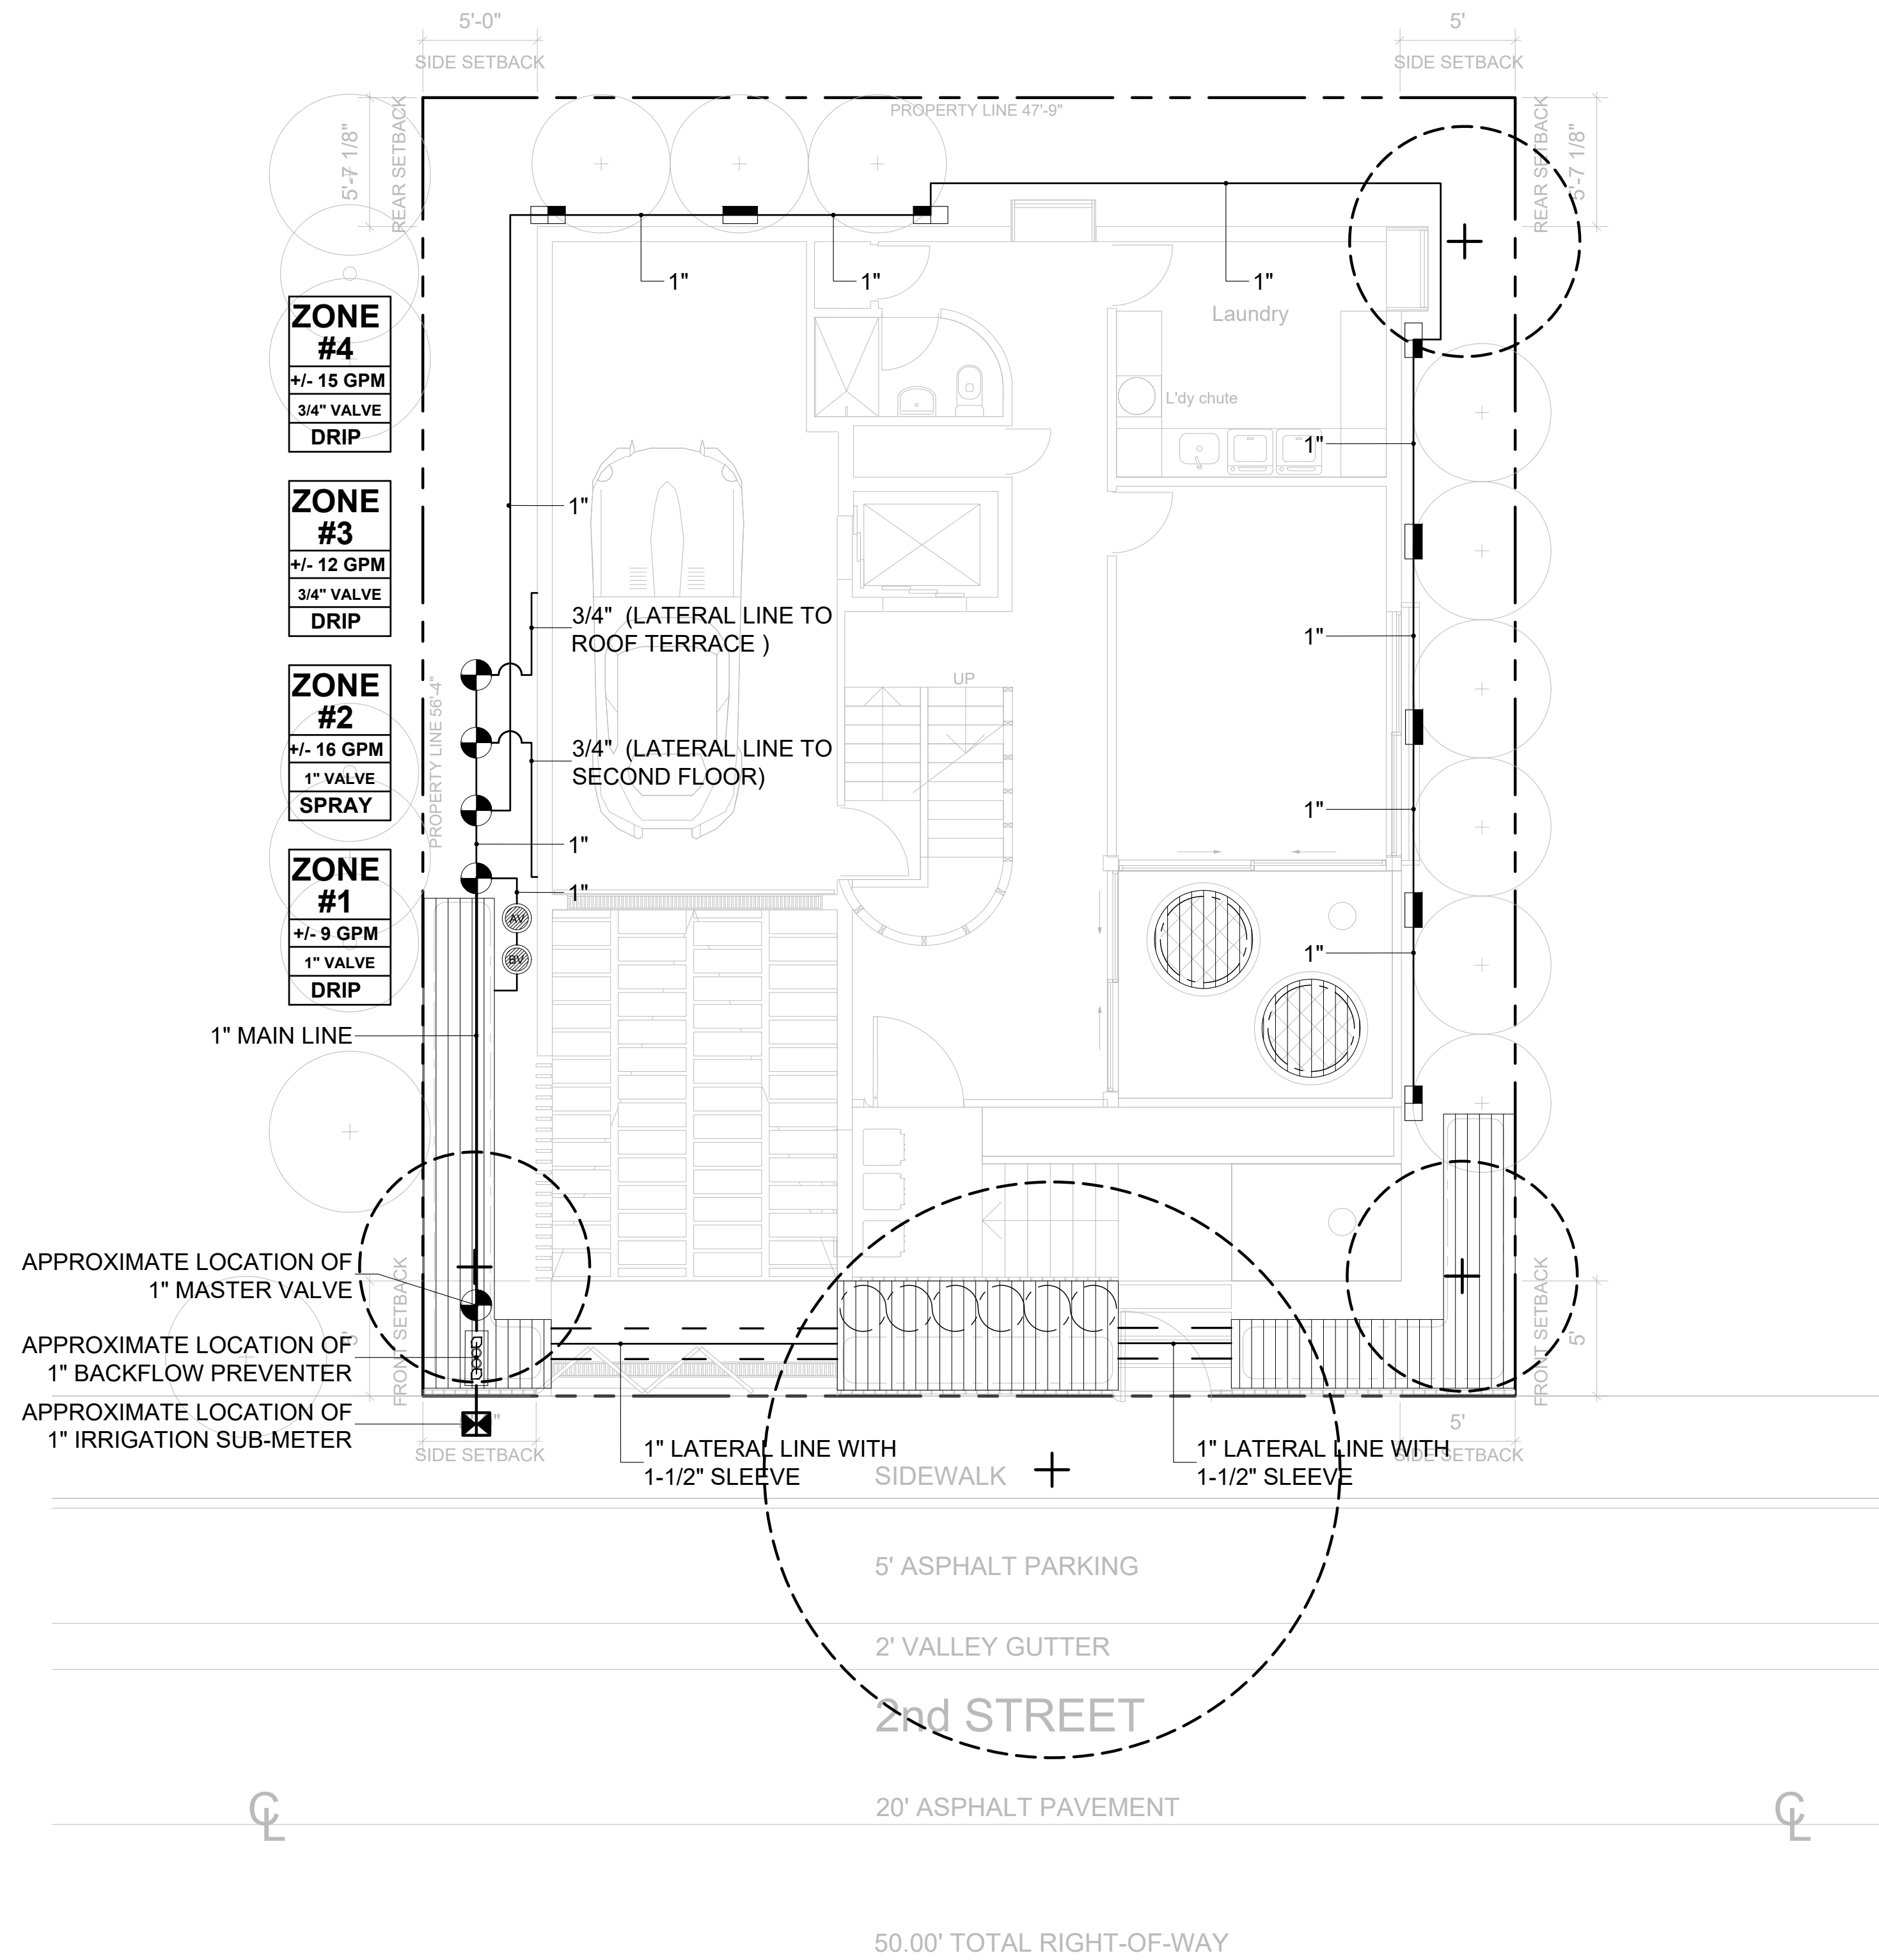 5'-0"
SIDE SETBACK
5'
SIDE SETBACK
PROPERTY LINE 47'-9"
5'-7 1/8"
REAR SETBACK
REAR SETBACK
5'-7 1/8"
1"
1"
1"
Laundry
L'dy chute
1"
ZONE
#4
+/- 15 GPM
3/4" VALVE
DRIP
ZONE
#3
+/- 12 GPM
3/4" VALVE
DRIP
ZONE
#2
+/- 16 GPM
1" VALVE
SPRAY
ZONE
#1
+/- 9 GPM
1" VALVE
DRIP
1"
3/4" (LATERAL LINE TO
ROOF TERRACE )
1"
PROPERTY LINE 56'-4"
UP
3/4" (LATERAL LINE TO
SECOND FLOOR)
1"
1"
1"
AV
BV
1"
1" MAIN LINE
APPROXIMATE LOCATION OF
1" MASTER VALVE
APPROXIMATE LOCATION OF
1" BACKFLOW PREVENTER
APPROXIMATE LOCATION OF
1" IRRIGATION SUB-METER
5'
FRONT SETBACK
FRONT SETBACK
5'
SIDE SETBACK
5'
SIDE SETBACK
1" LATERAL LINE WITH
1-1/2" SLEEVE
1" LATERAL LINE WITH
1-1/2" SLEEVE
SIDEWALK
5' ASPHALT PARKING
2' VALLEY GUTTER
2nd STREET
CL
20' ASPHALT PAVEMENT
CL
50.00' TOTAL RIGHT-OF-WAY